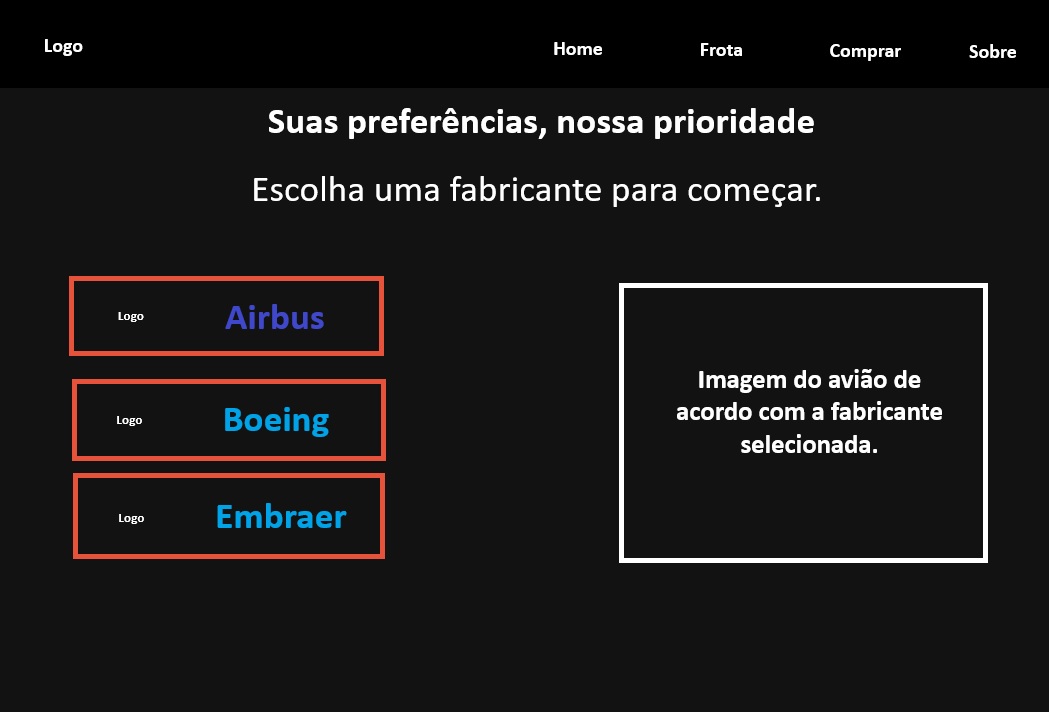 Logo
Home
Frota
Comprar
Sobre
Suas preferências, nossa prioridade
Escolha uma fabricante para começar.
Logo
Airbus
Logo
Boeing
Logo
Embraer
Imagem do avião de
acordo com a fabricante
selecionada.